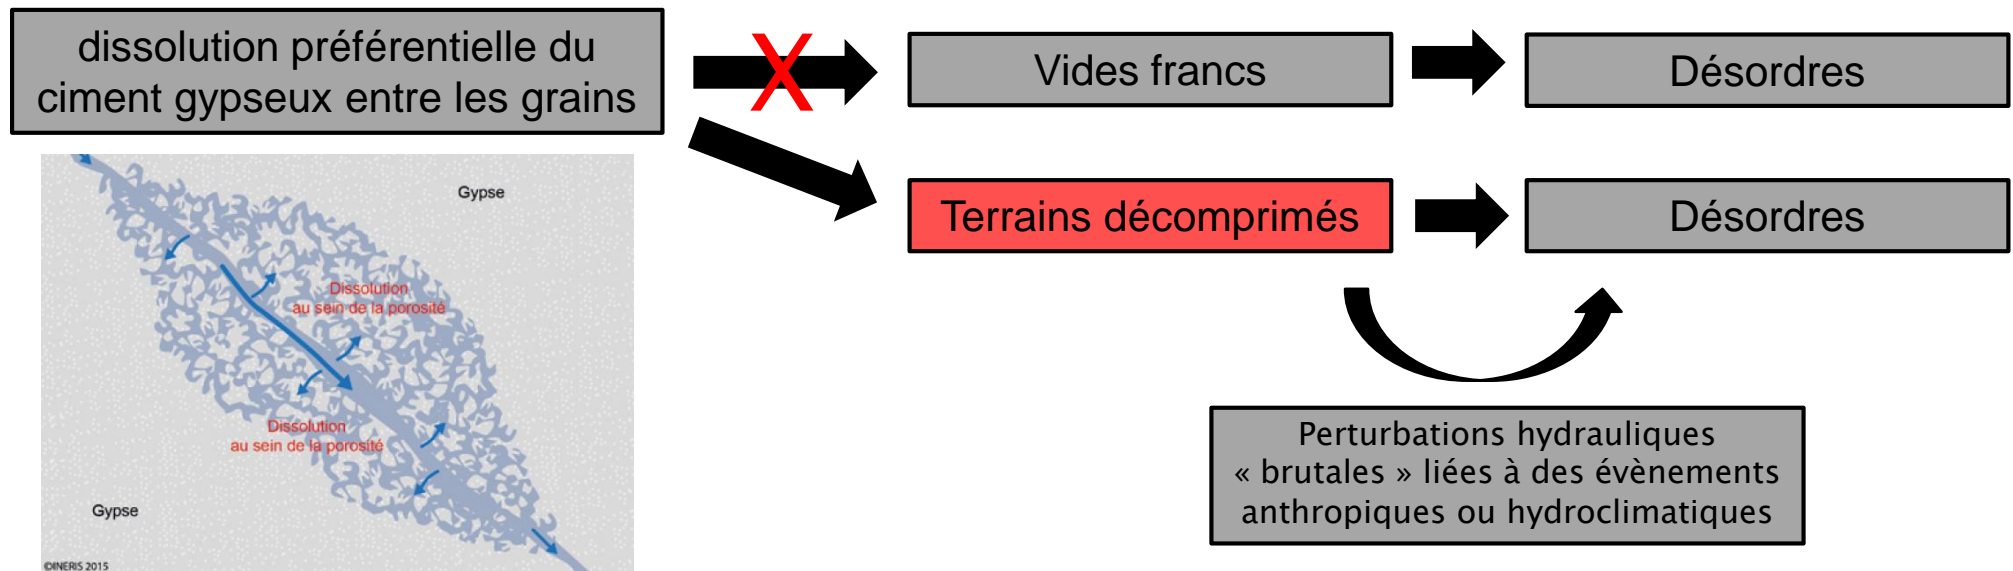 dissolution préférentielle du
ciment gypseux entre les grains
X
Vides francs
Désordres
Terrains décomprimés
Désordres
Gypse
Dissolution
au sein de la porosité
Dissolution
au sein de la porosité
Gypse
©INERIS 2015
Perturbations hydrauliques
« brutales » liées à des évènements
anthropiques ou hydroclimatiques